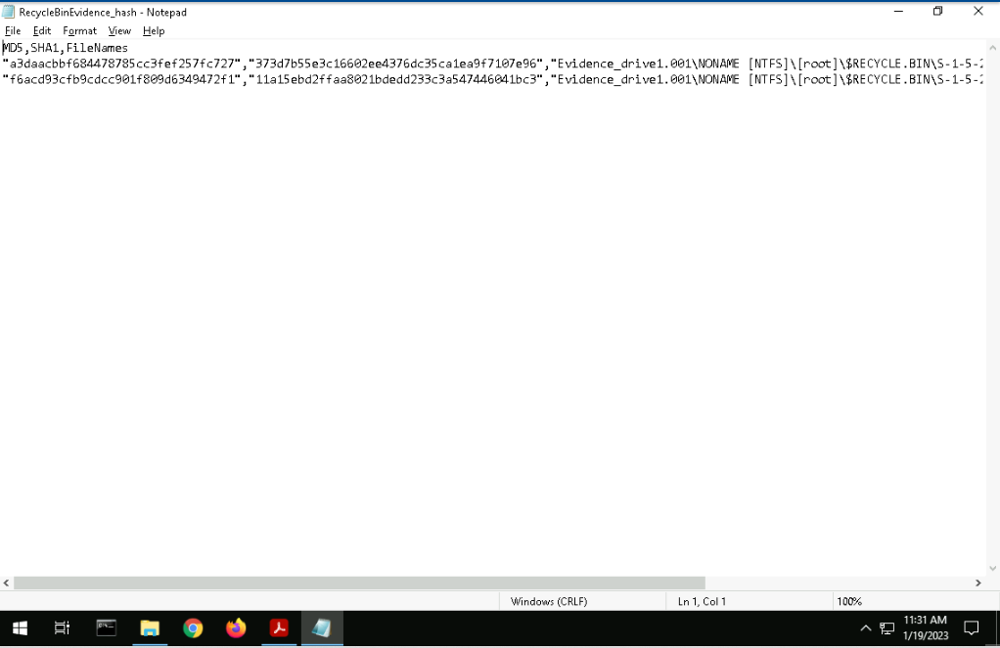 RecycleBinEvidence_hash - Notepad
File Edit Format View Help
MD5,SHA1,FileNames
"a3daacbbf684478785cc3fef257fc727","373d7b55e3c16602ee4376dc35ca1ea9f7107e96","Evidence_drive1.001\NONAME [NTFS]\[root]\$RECYCLE.BIN\S-1-5-2
"f6acd93cfb9cdcc901f809d6349472f1","11a15ebd2ffaa8021bdedd233c3a547446041bc3","Evidence_drive1.001\NONAME [NTFS]\[root]\$RECYCLE.BIN\S-1-5-2
Windows (CRLF) Ln 1, Col 1 100%
11:31 AM
1/19/2023